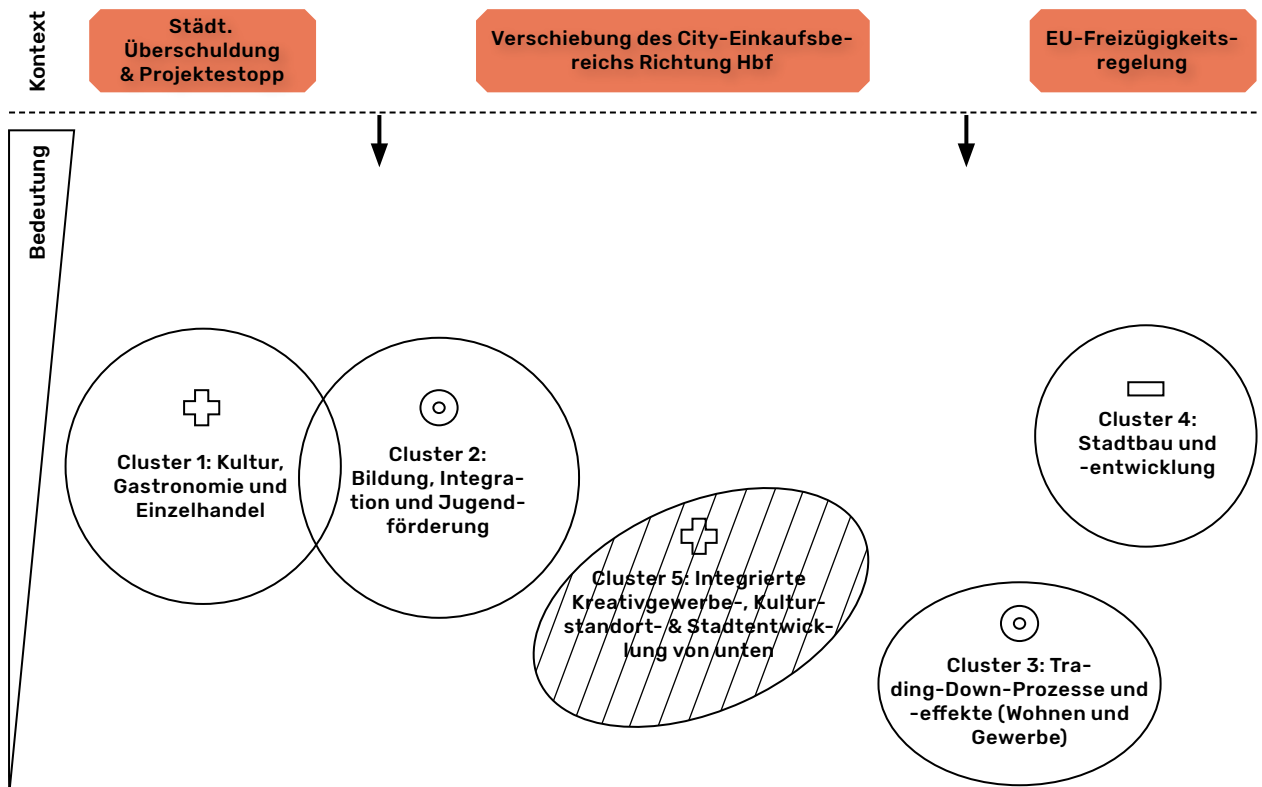 Kontext
Städt.
Überschuldung
& Projektestopp
Verschiebung des City-Einkaufsbe-
reichs Richtung Hbf
EU-Freizügigkeits-
regelung
Bedeutung
Cluster 1: Kultur,
Gastronomie und
Einzelhandel
Cluster 2:
Bildung, Integra-
tion und Jugend-
förderung
Cluster 5: Integrierte
Kreativgewerbe-, Kultur-
standort- & Stadtentwick-
lung von unten
Cluster 4:
Stadtbau und
-entwicklung
Cluster 3: Tra-
ding-Down-Prozesse und
-effekte (Wohnen und
Gewerbe)